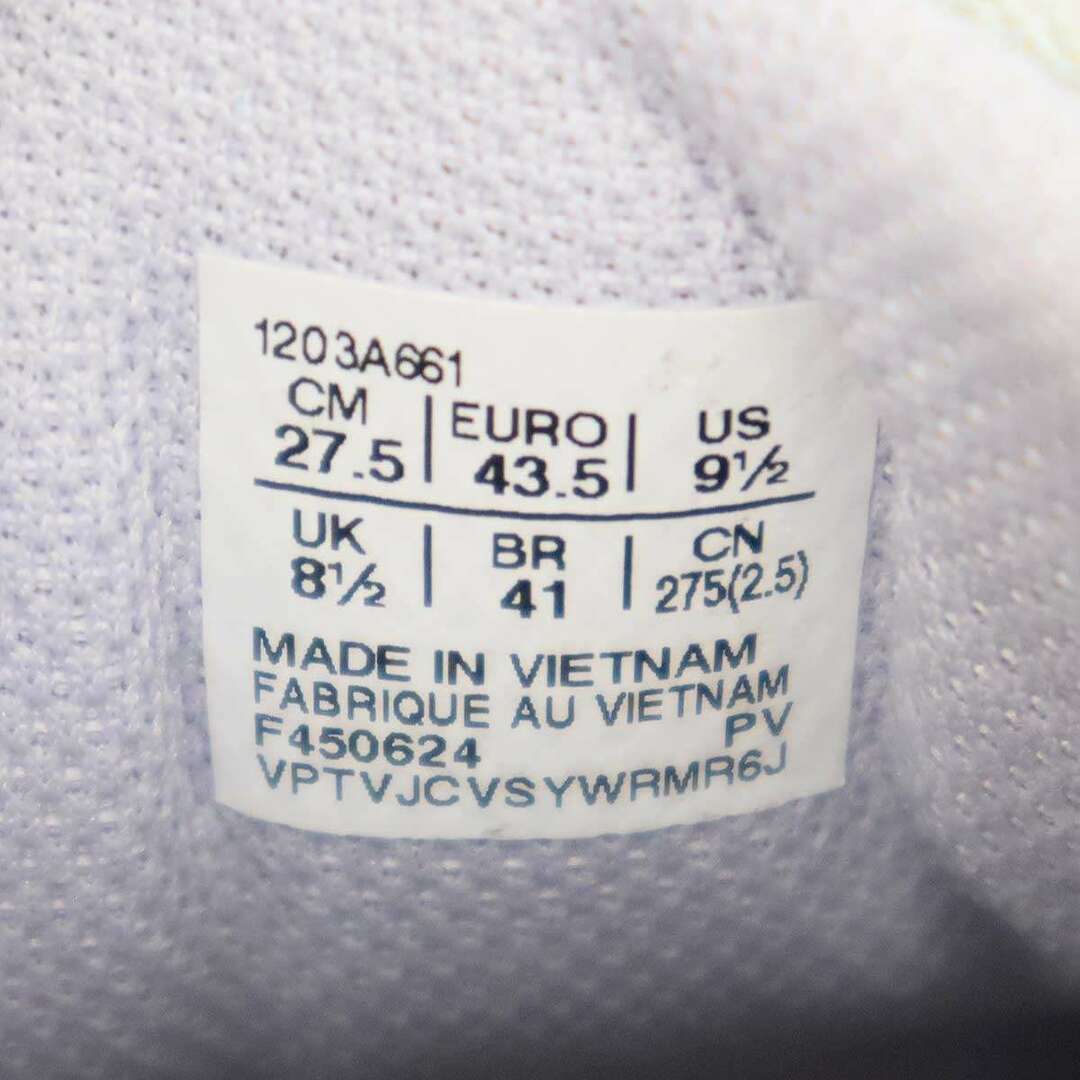 1203A661
CM | EURO | US
27.5 | 43.5 | 9½
UK | BR | CN
8½ | 41 | 275(2.5)
MADE IN VIETNAM
FABRIQUE AU VIETNAM
F450624 PV
VPTVJCVSYWRMR6J